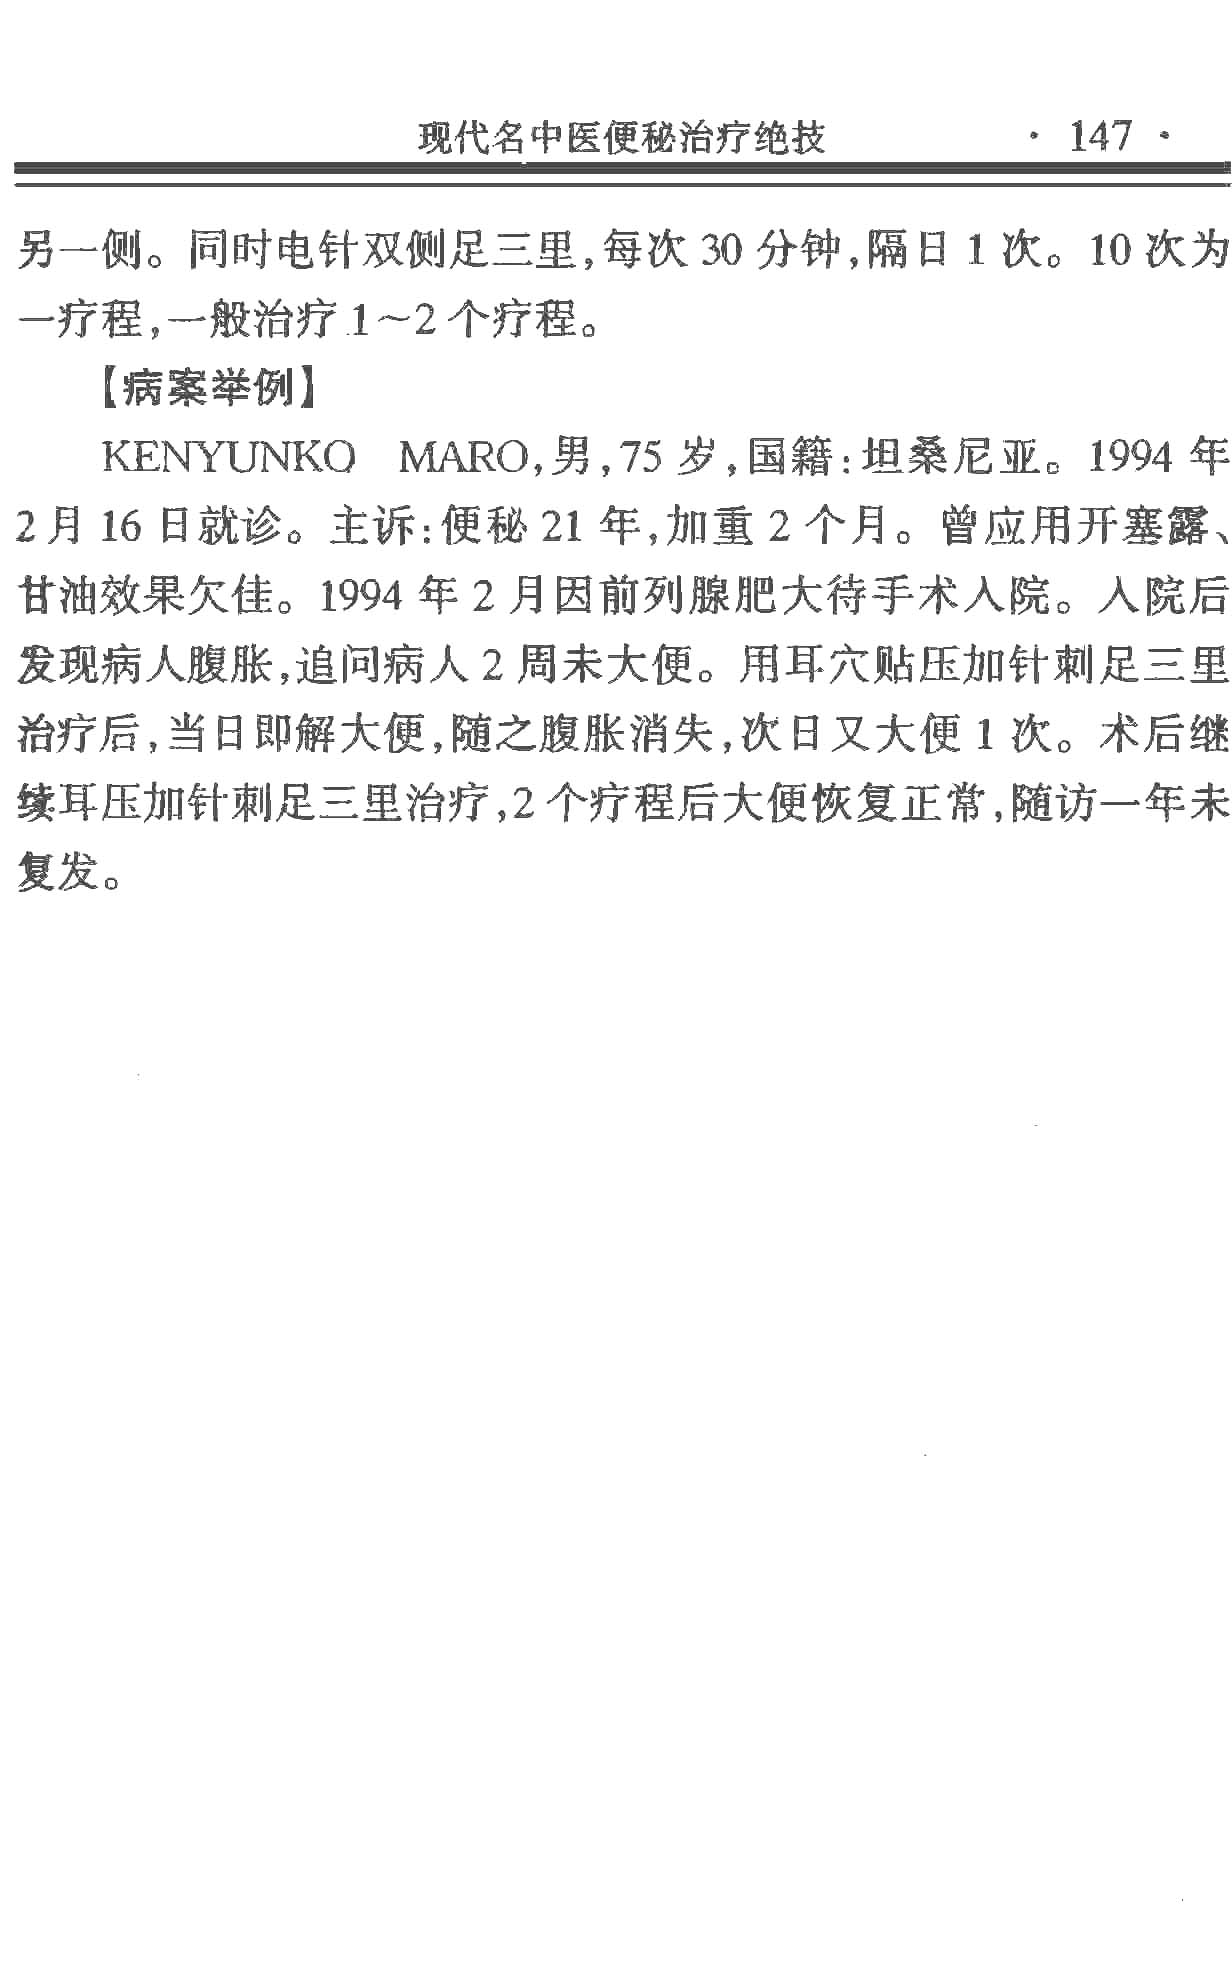 现代名中医便秘治疗绝技 · 147 ·
另一侧。同时电针双侧足三里,每次 30 分钟,隔日 1 次。10 次为
一疗程,一般治疗 1～2 个疗程。
【病案举例】
KENYUNKO MARO,男,75 岁,国籍:坦桑尼亚。1994 年
2 月 16 日就诊。主诉:便秘 21 年,加重 2 个月。曾应用开塞露、
甘油效果欠佳。1994 年 2 月因前列腺肥大待手术入院。入院后
发现病人腹胀,追问病人 2 周未大便。用耳穴贴压加针刺足三里
治疗后,当日即解大便,随之腹胀消失,次日又大便 1 次。术后继
续耳压加针刺足三里治疗,2 个疗程后大便恢复正常,随访一年未
复发。